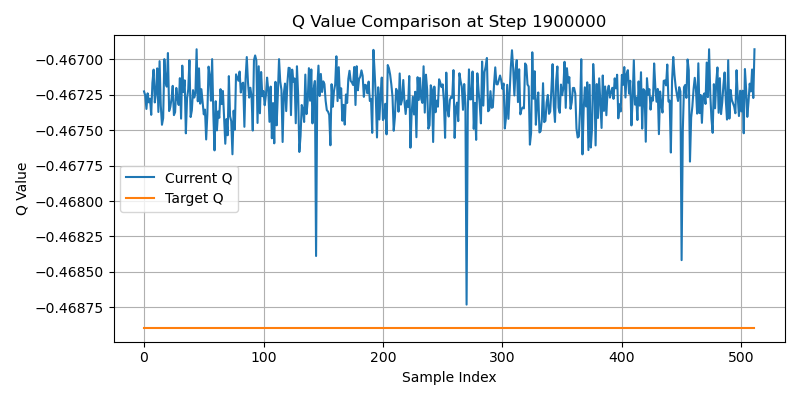 Q Value Comparison at Step 1900000
Q Value
−0.46700
−0.46725
−0.46750
−0.46775
−0.46800
−0.46825
−0.46850
−0.46875
Current Q
Target Q
0 100 200 300 400 500
Sample Index